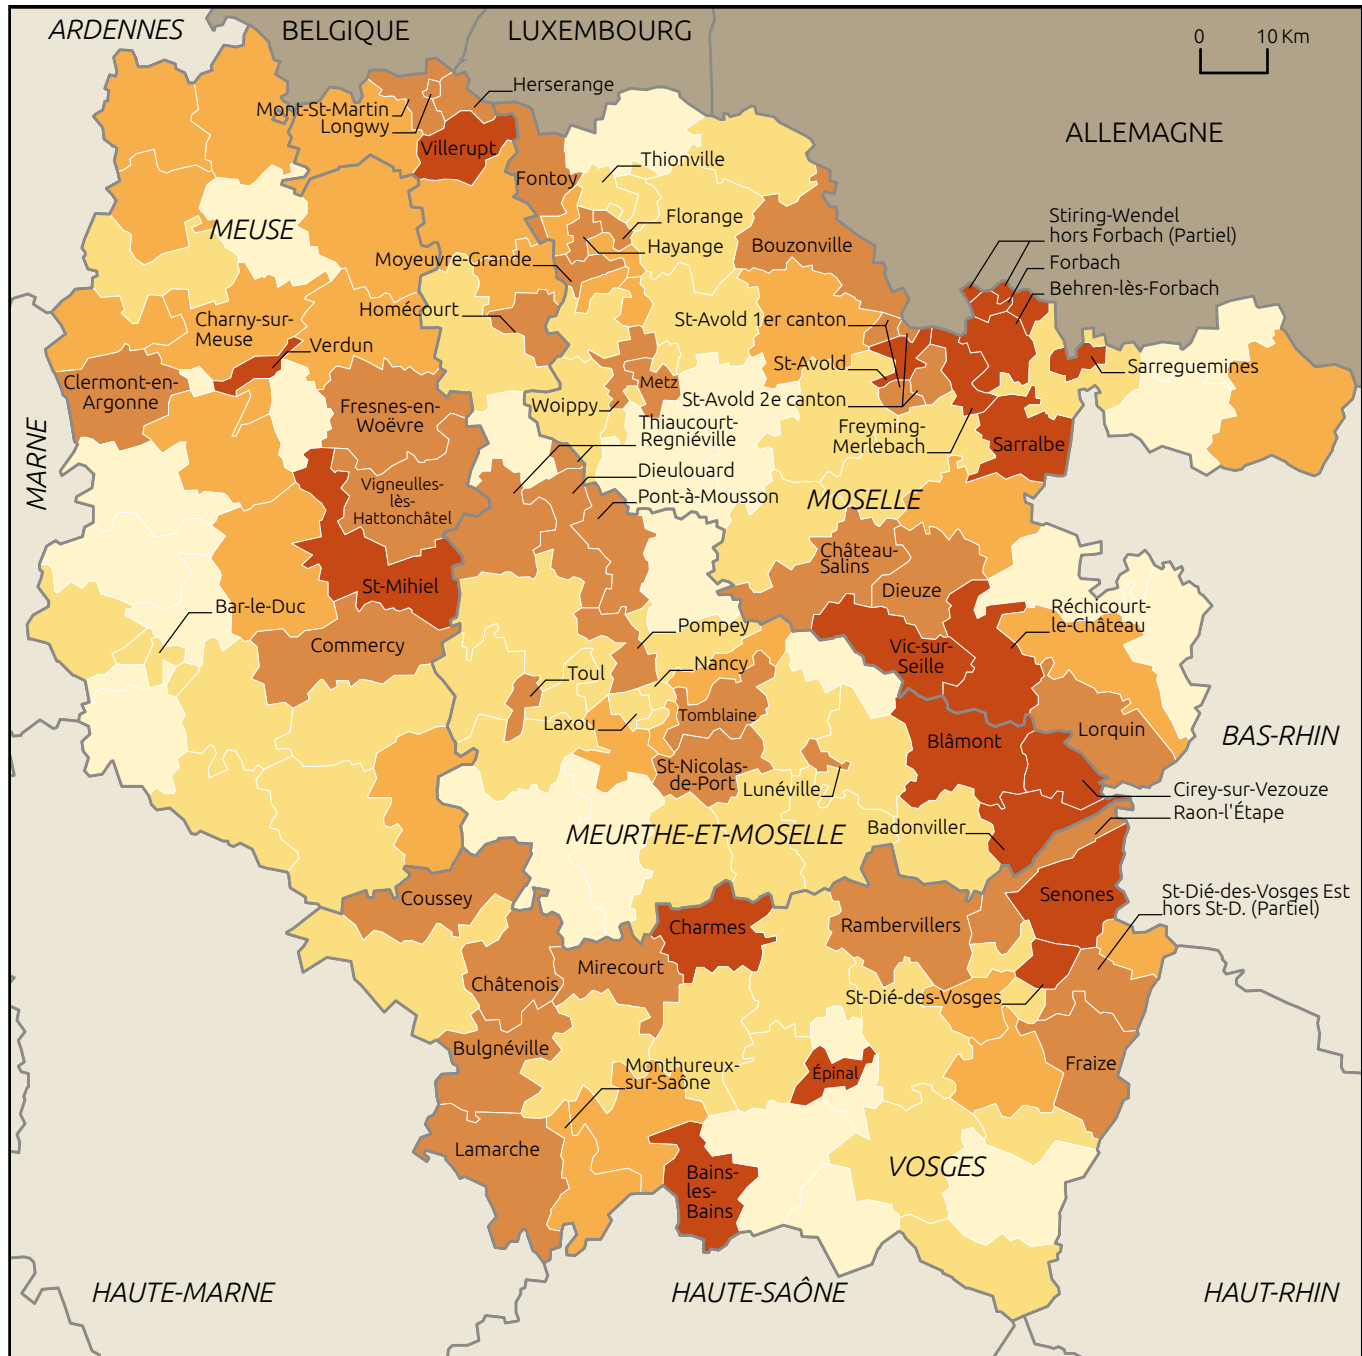 ARDENNES
BELGIQUE
LUXEMBOURG
0 10 Km
ALLEMAGNE
Herserange
Mont-St-Martin
Longwy
Villerupt
Thionville
Fontoy
Florange
Hayange
Moyeuvre-Grande
Bouzonville
MEUSE
Stiring-Wendel
hors Forbach (Partiel)
Forbach
Behren-lès-Forbach
Homécourt
Charny-sur-
Meuse
Verdun
St-Avold 1er canton
St-Avold
St-Avold 2e canton
Sarreguemines
Clermont-en-
Argonne
Fresnes-en-
Woëvre
Metz
Woippy
Thiaucourt-
Regniéville
Dieulouard
Pont-à-Mousson
Freyming-
Merlebach
Sarralbe
MARNE
Vigneulles-
lès-
Hattonchâtel
MOSELLE
St-Mihiel
Château-
Salins
Dieuze
Bar-le-Duc
Commercy
Pompey
Réchicourt-
le-Château
Vic-sur-
Seille
Toul
Nancy
Laxou
Tomblaine
Blâmont
Lorquin
BAS-RHIN
St-Nicolas-
de-Port
Lunéville
Cirey-sur-Vezouze
Raon-l'Étape
MEURTHE-ET-MOSELLE
Badonviller
Coussey
Charmes
Rambervillers
Senones
St-Dié-des-Vosges Est
hors St-D. (Partiel)
Châtenois
Mirecourt
St-Dié-des-Vosges
Bulgnéville
Monthureux-
sur-Saône
Épinal
Fraize
Lamarche
Bains-
les-
Bains
VOSGES
HAUTE-MARNE
HAUTE-SAÔNE
HAUT-RHIN